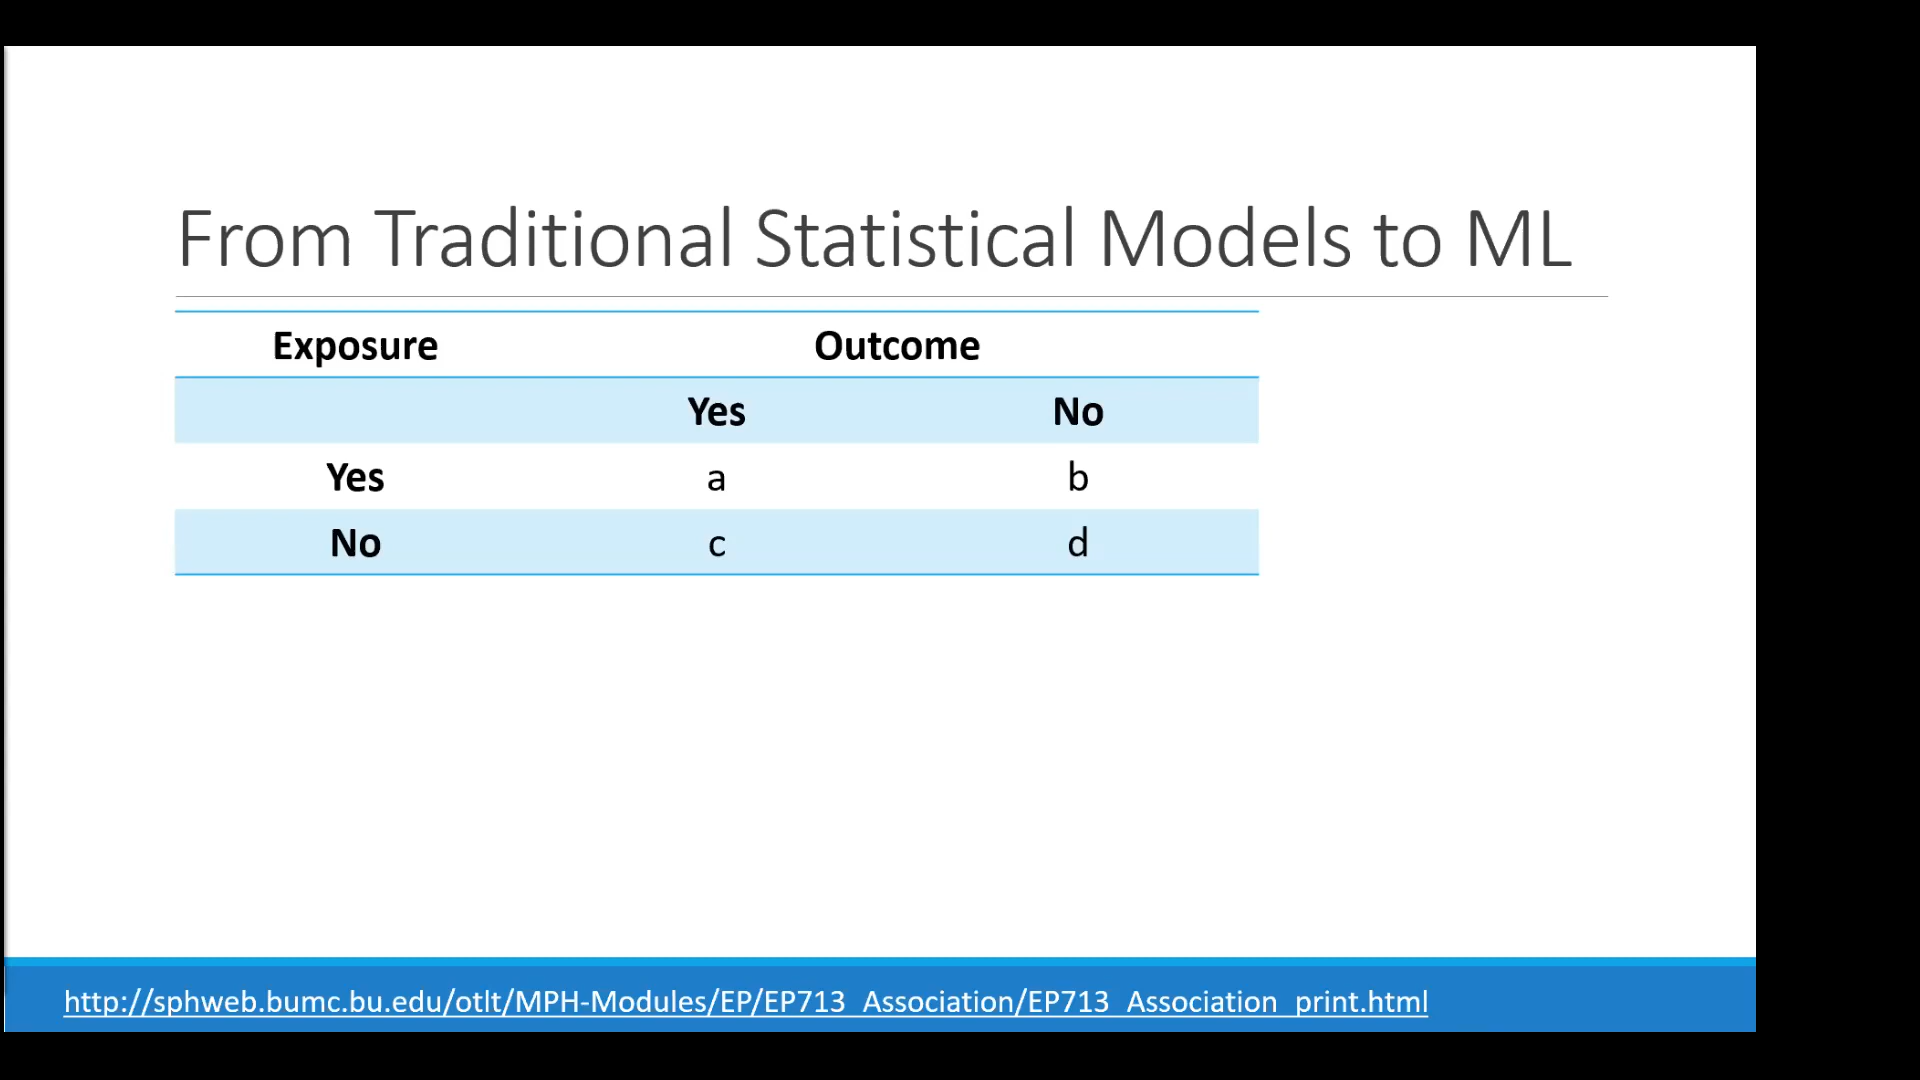 From Traditional Statistical Models to ML
Exposure Outcome
Yes No
Yes a b
No c d
http://sphweb.bumc.bu.edu/otlt/MPH-Modules/EP/EP713_Association/EP713_Association_print.html